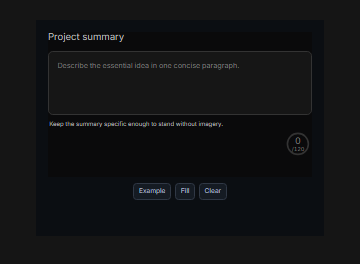 Project summary
Describe the essential idea in one concise paragraph.
Keep the summary specific enough to stand without imagery.
0
/120
Example
Fill
Clear